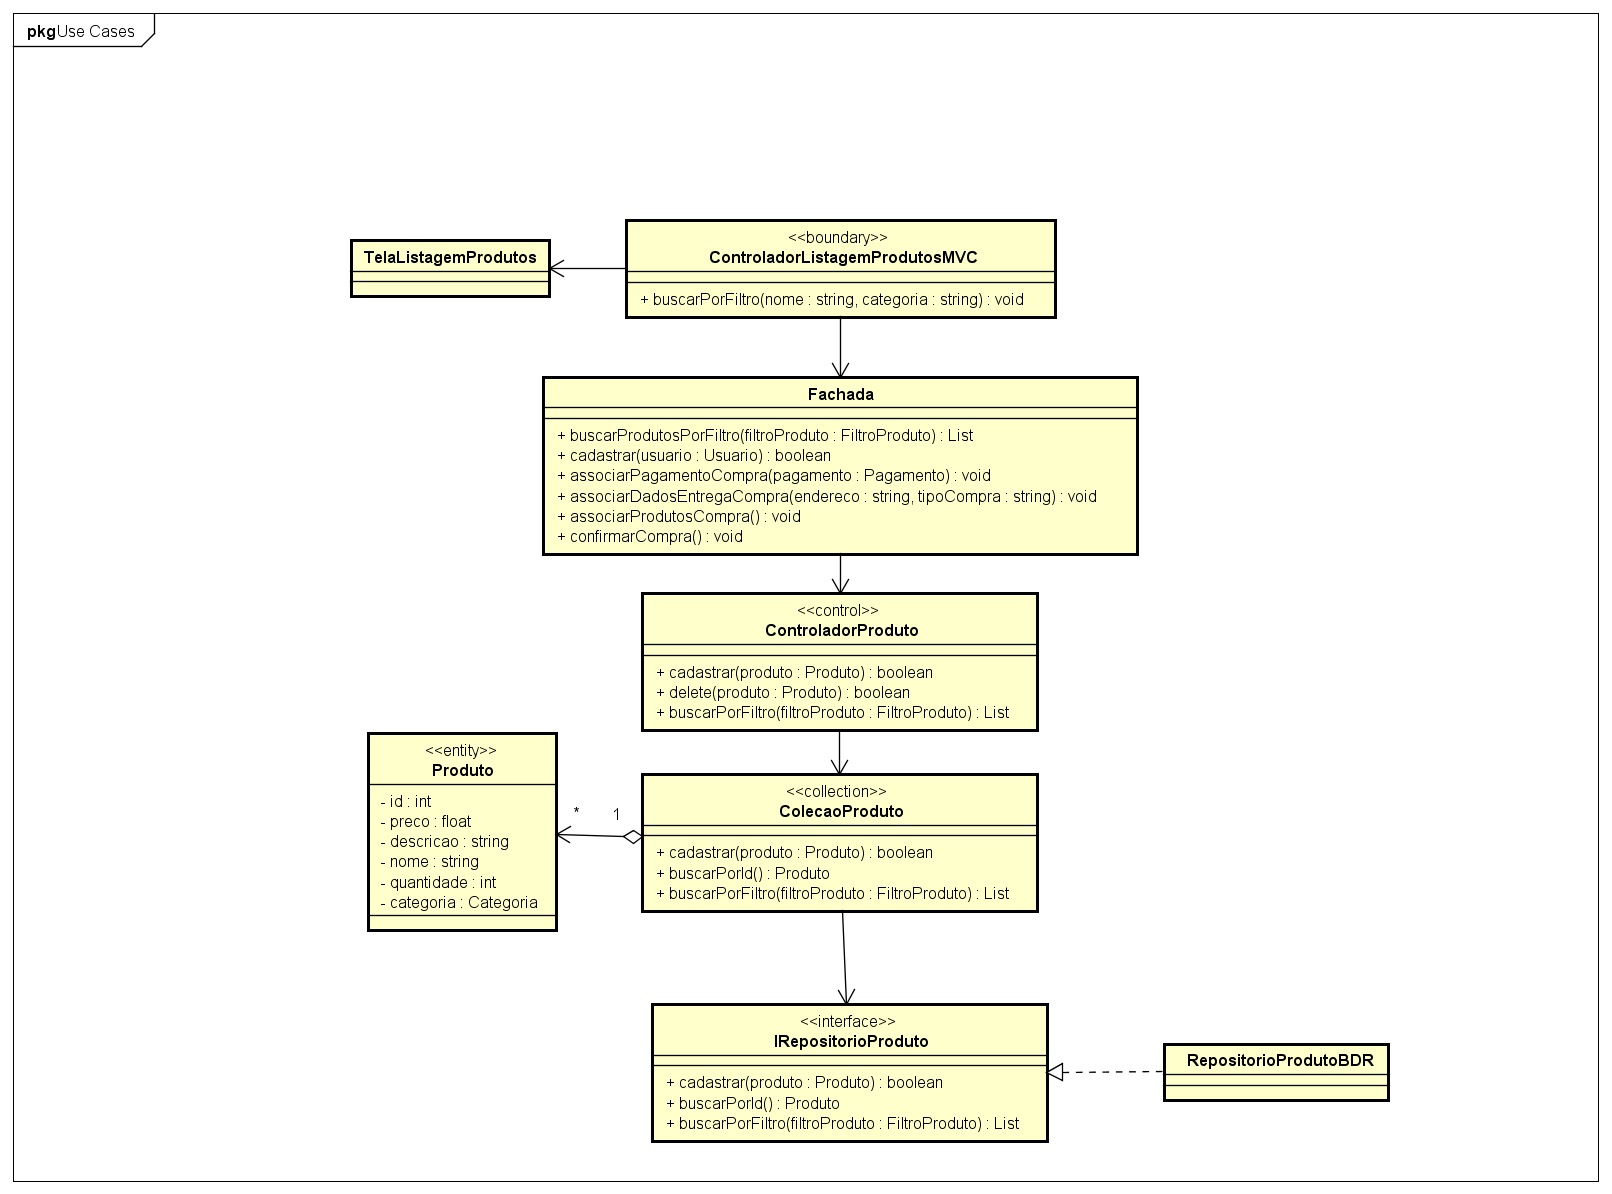 pkgUse Cases
<<boundary>>
ControladorListagemProdutosMVC
+ buscarPorFiltro(nome : string, categoria : string) : void
TelaListagemProdutos
Fachada
+ buscarProdutosPorFiltro(filtroProduto : FiltroProduto) : List
+ cadastrar(usuario : Usuario) : boolean
+ associarPagamentoCompra(pagamento : Pagamento) : void
+ associarDadosEntregaCompra(endereco : string, tipoCompra : string) : void
+ associarProdutosCompra() : void
+ confirmarCompra() : void
<<control>>
ControladorProduto
+ cadastrar(produto : Produto) : boolean
+ delete(produto : Produto) : boolean
+ buscarPorFiltro(filtroProduto : FiltroProduto) : List
<<entity>>
Produto
- id : int
- preco : float
- descricao : string
- nome : string
- quantidade : int
- categoria : Categoria
* 1
<<collection>>
ColecaoProduto
+ cadastrar(produto : Produto) : boolean
+ buscarPorId() : Produto
+ buscarPorFiltro(filtroProduto : FiltroProduto) : List
<<interface>>
IRepositorioProduto
+ cadastrar(produto : Produto) : boolean
+ buscarPorId() : Produto
+ buscarPorFiltro(filtroProduto : FiltroProduto) : List
RepositorioProdutoBDR